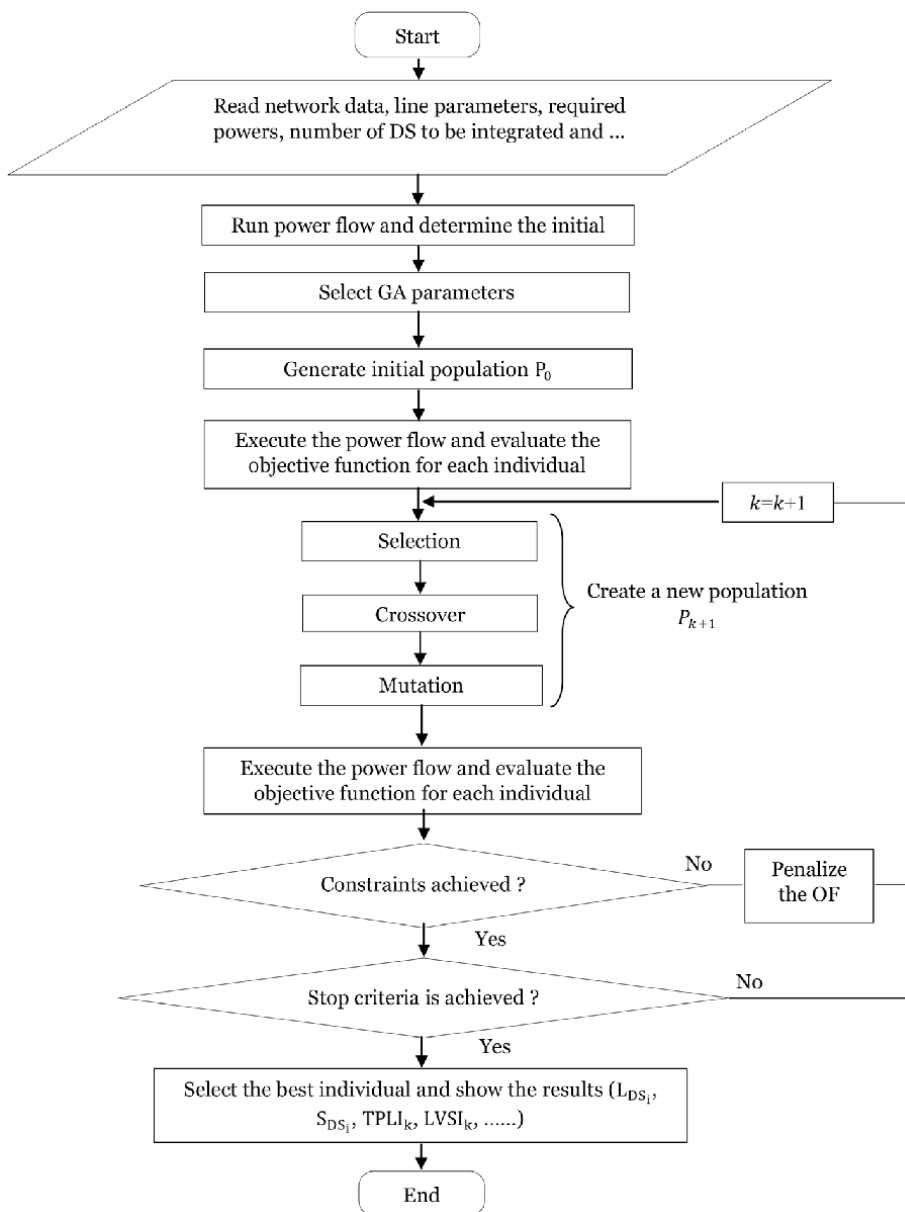 Start
Read network data, line parameters, required
powers, number of DS to be integrated and ...
Run power flow and determine the initial
Select GA parameters
Generate initial population P₀
Execute the power flow and evaluate the
objective function for each individual
k=k+1
Selection
Crossover
Mutation
Create a new population
Pₖ₊₁
Execute the power flow and evaluate the
objective function for each individual
Constraints achieved ?
No
Penalize
the OF
Yes
Stop criteria is achieved ?
No
Yes
Select the best individual and show the results (L_DSᵢ,
S_DSᵢ, TPLIₖ, LVSIₖ, ......)
End